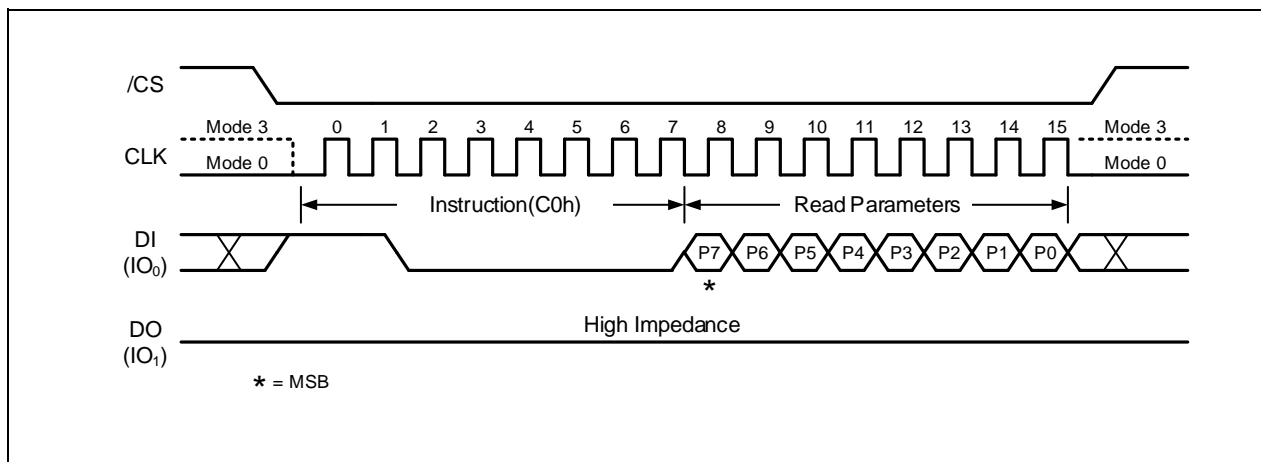 /CS
Mode 3 0 1 2 3 4 5 6 7 8 9 10 11 12 13 14 15 Mode 3
CLK
Mode 0 Mode 0
Instruction(C0h) Read Parameters
DI
(IO₀)
P7 P6 P5 P4 P3 P2 P1 P0
*
DO
(IO₁)
High Impedance
* = MSB